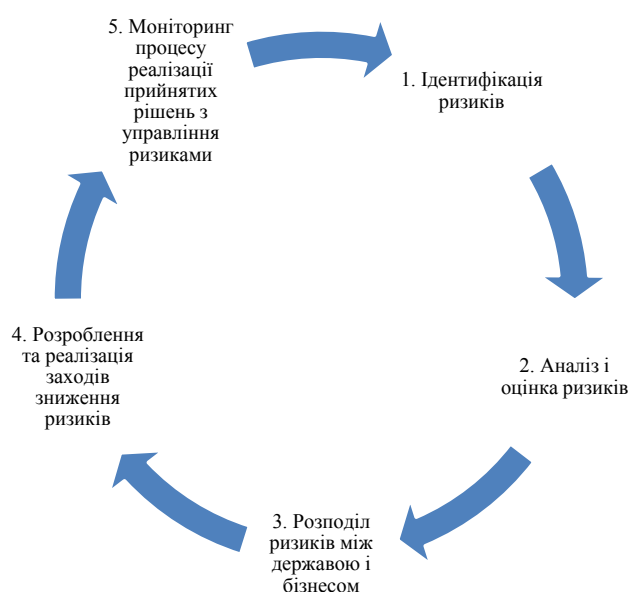 5. Моніторинг
процесу
реалізації
прийнятих
рішень з
управління
ризиками
1. Ідентифікація
ризиків
2. Аналіз і
оцінка ризиків
3. Розподіл
ризиків між
державою і
бізнесом
4. Розроблення
та реалізація
заходів
зниження
ризиків